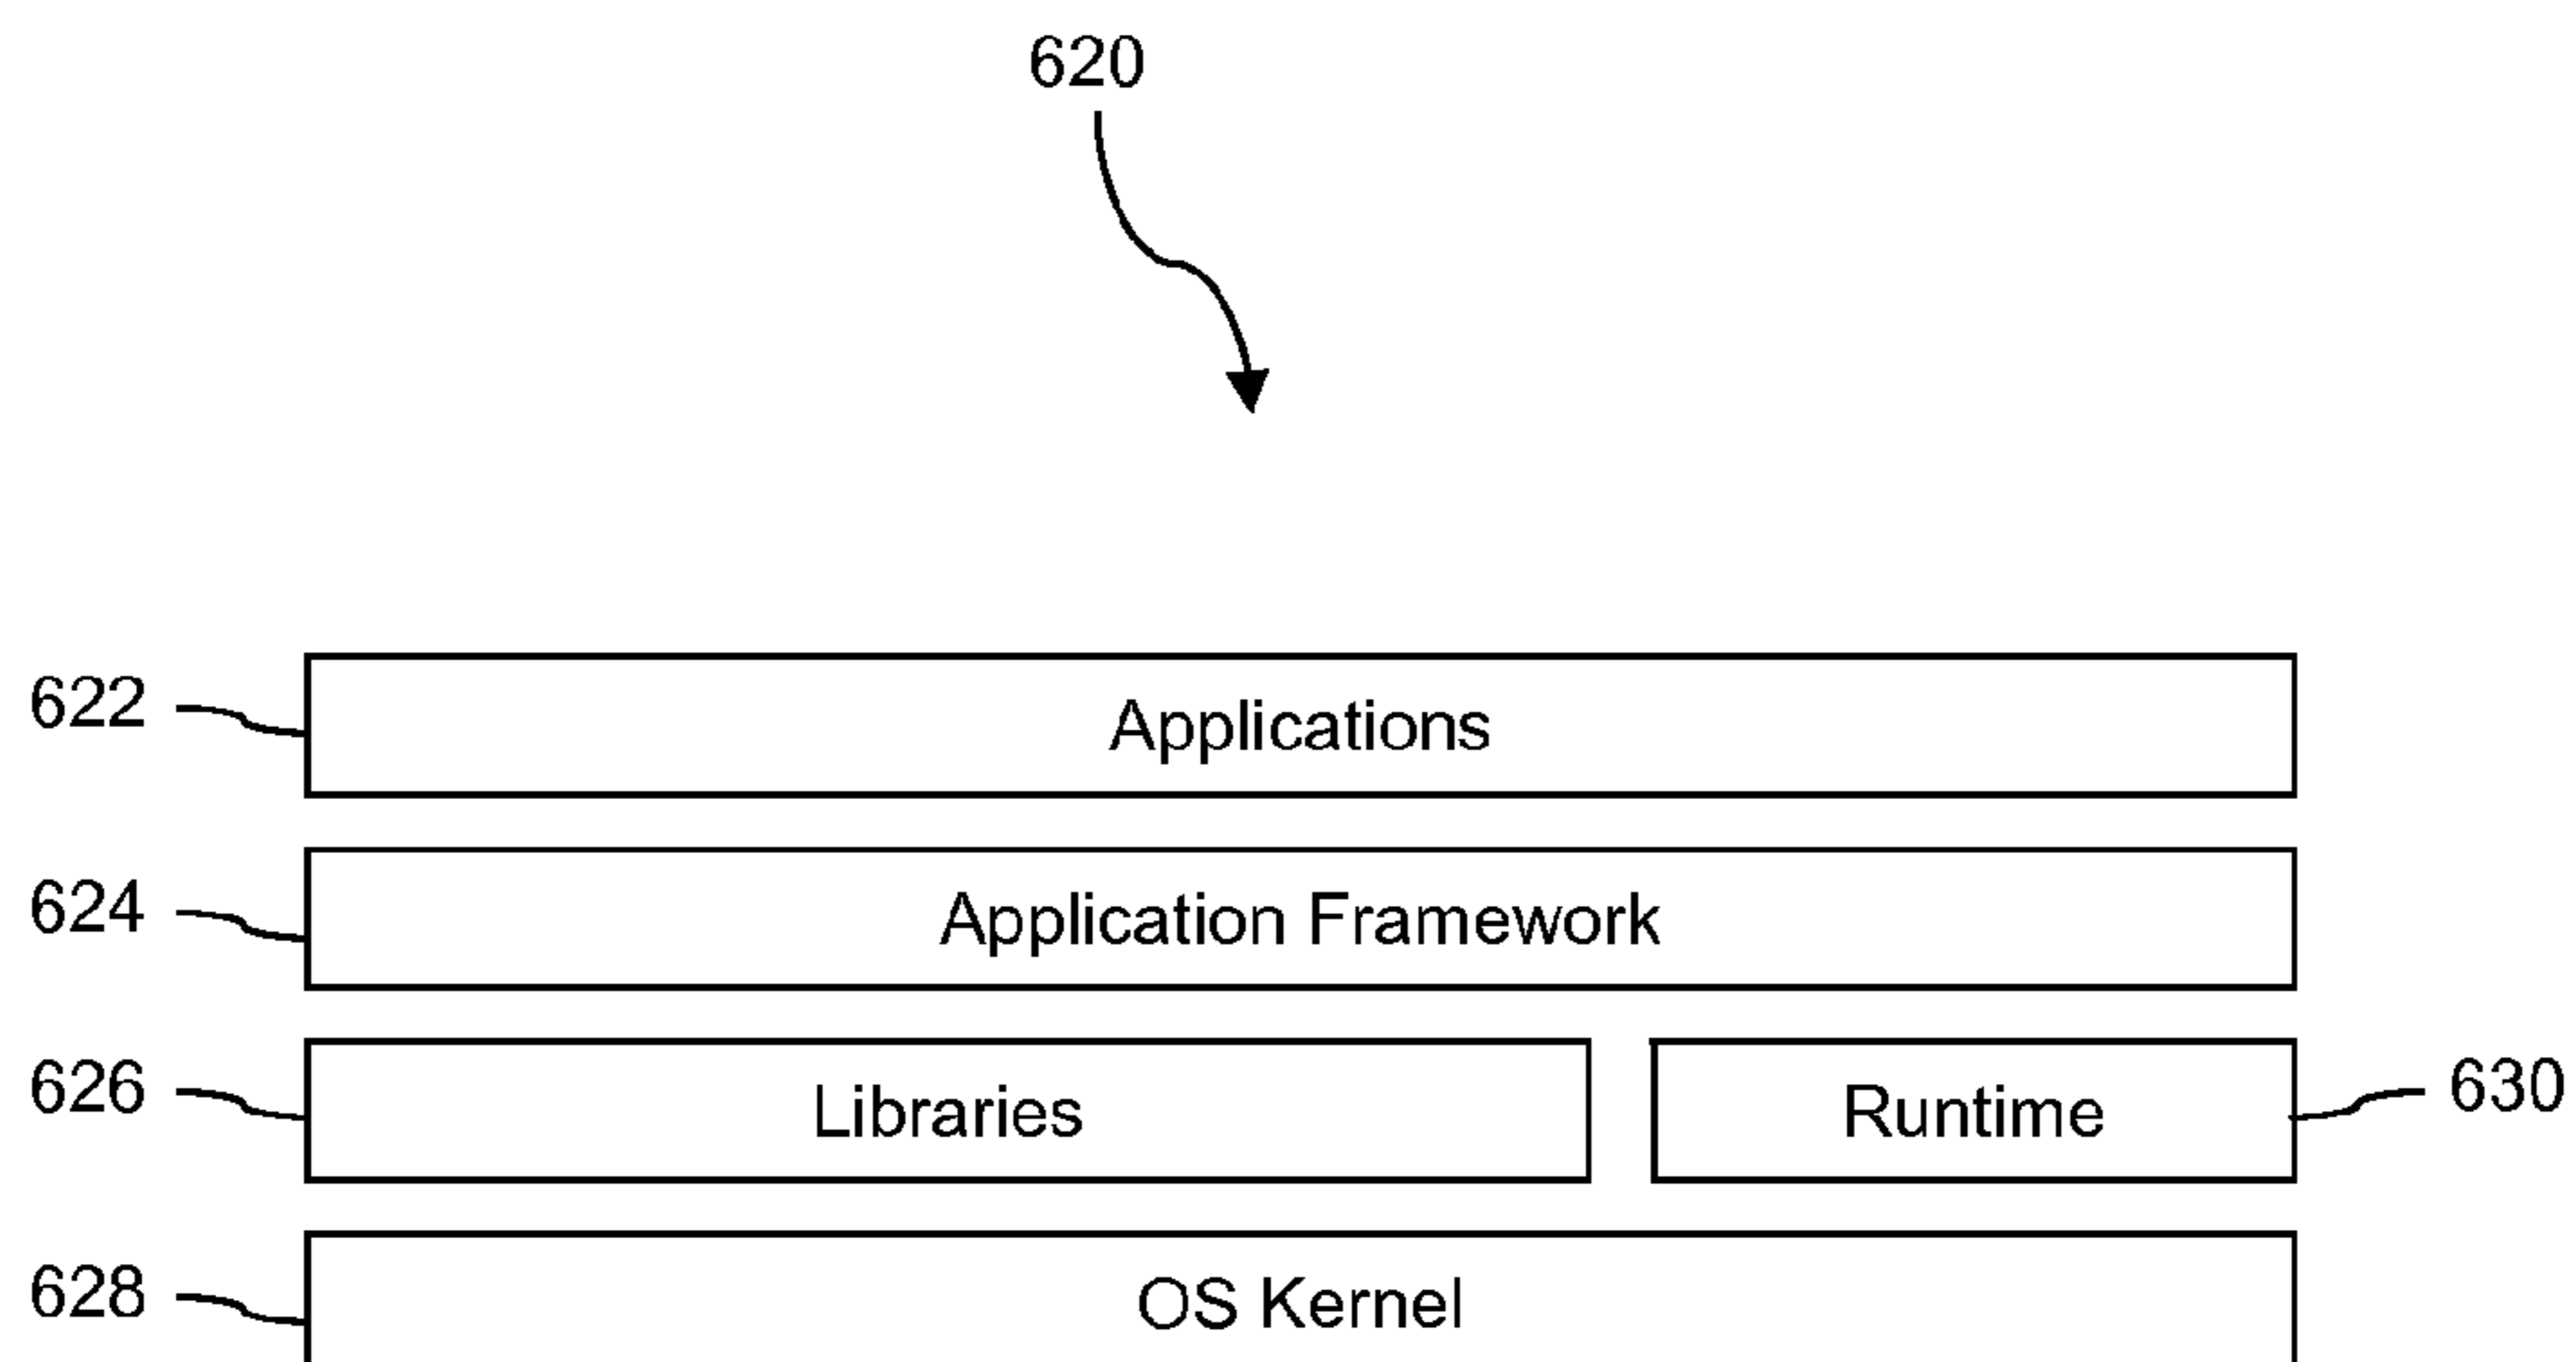 620
622
Applications
624
Application Framework
626
Libraries
Runtime
630
628
OS Kernel